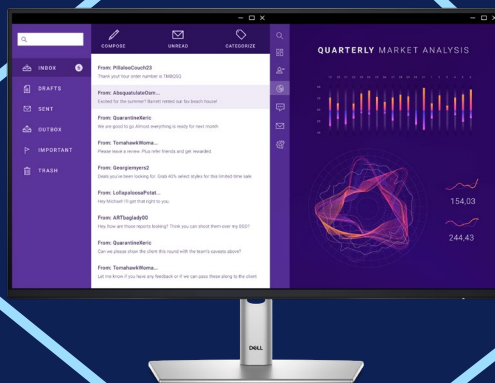 COMPOSE
UNREAD
CATEGORIZE
INBOX
DRAFTS
SENT
OUTBOX
IMPORTANT
TRASH
From: PillalooCouch23
Thank you! Your order number is TMBQSQ.
From: AbsquatulateGom...
Excited for the summer? Barrett rented our fav beach house!
From: QuarantineXeric
We are good to go. Almost everything is ready for next month
From: TomahawkWoma...
Please leave a review. Plus refer friends and get rewarded.
From: Georgiemyers2
Deals you've been looking for. Grab 40% select styles for this limited time sale
From: LollapaloosaPotat...
Hey Michael! I'll get that right to you.
From: ARTbaglady00
Hey, how are those reports looking? Think you can shoot them over my EOD?
From: QuarantineXeric
Can we please show the client this round with the team's caveats above?
From: TomahawkWoma...
Let me know if you have any feedback or if we can pass these along to the client
QUARTERLY MARKET ANALYSIS
154,03
244,43
DELL